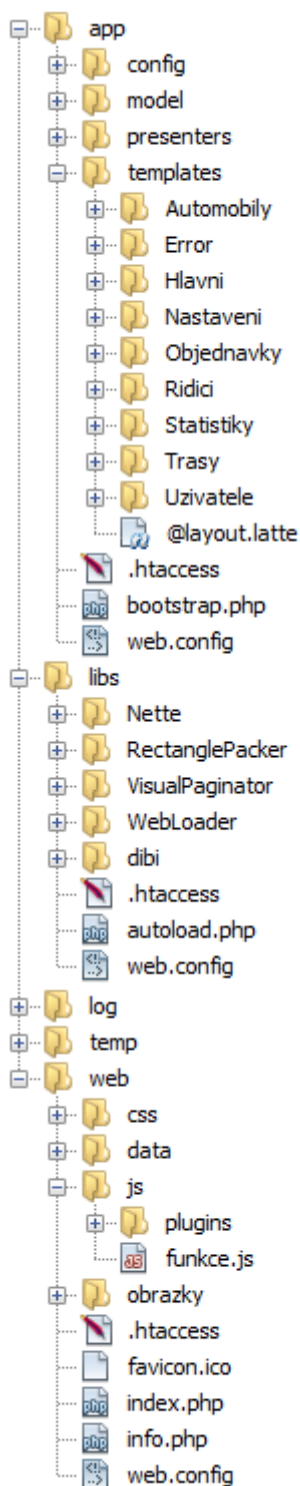 app
config
model
presenters
templates
Automobily
Error
Hlavni
Nastaveni
Objednavky
Ridici
Statistiky
Trasy
Uzivatele
@layout.latte
.htaccess
bootstrap.php
web.config
libs
Nette
RectanglePacker
VisualPaginator
WebLoader
dibi
.htaccess
autoload.php
web.config
log
temp
web
css
data
js
plugins
funkce.js
obrazky
.htaccess
favicon.ico
index.php
info.php
web.config